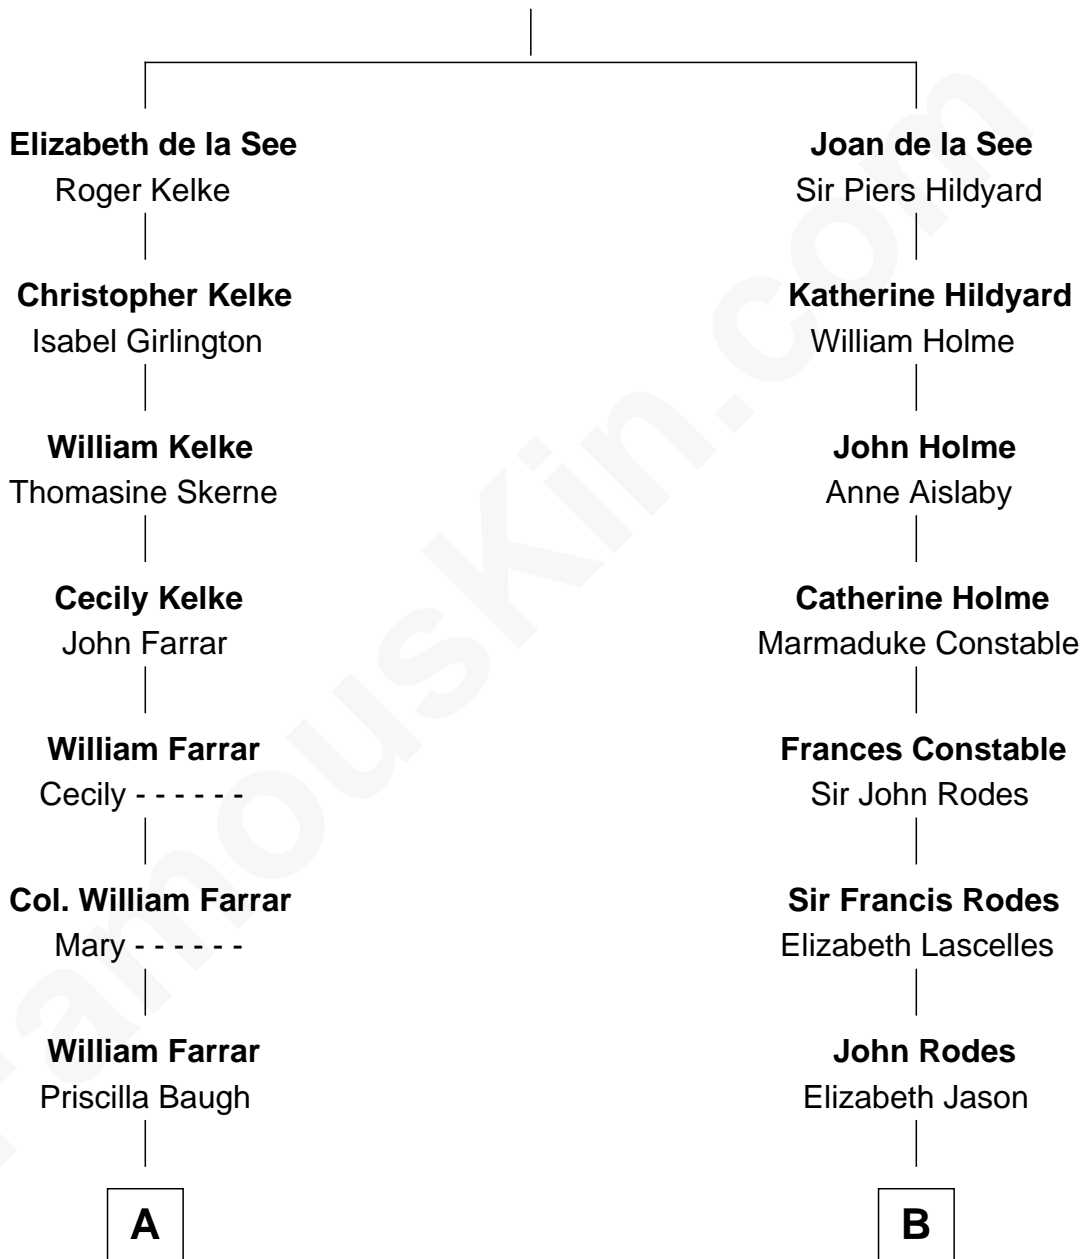 Elizabeth de la See
Roger Kelke
Christopher Kelke
Isabel Girlington
William Kelke
Thomasine Skerne
Cecily Kelke
John Farrar
William Farrar
Cecily - - - - - -
Col. William Farrar
Mary - - - - - -
William Farrar
Priscilla Baugh
A
Joan de la See
Sir Piers Hildyard
Katherine Hildyard
William Holme
John Holme
Anne Aislaby
Catherine Holme
Marmaduke Constable
Frances Constable
Sir John Rodes
Sir Francis Rodes
Elizabeth Lascelles
John Rodes
Elizabeth Jason
B
FamousKin.com